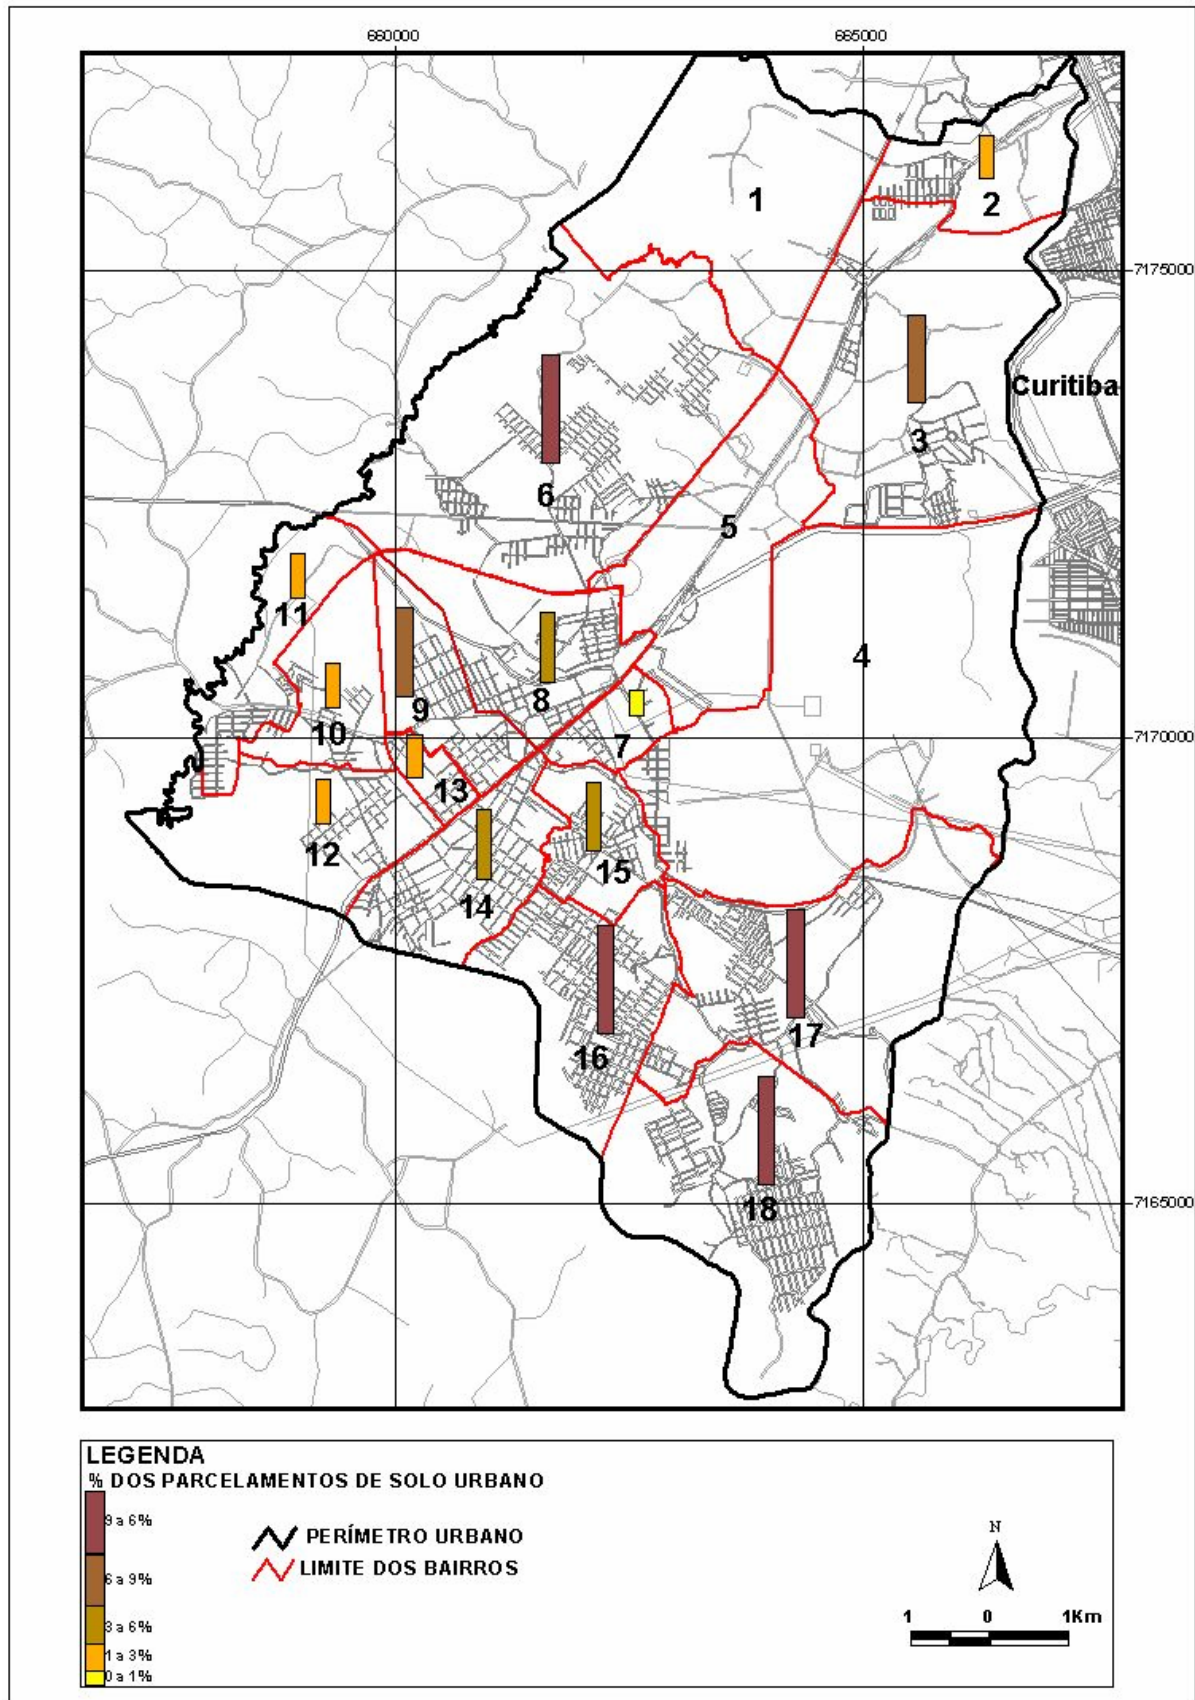 660000 665000
1
2
7175000
Curitiba
3
6
5
11
4
9
8
10
7
7170000
13
12
15
14
17
16
18
7165000
LEGENDA
% DOS PARCELAMENTOS DE SOLO URBANO
9 a 6%
6 a 9%
3 a 6%
1 a 3%
0 a 1%
PERÍMETRO URBANO
LIMITE DOS BAIRROS
N
1 0 1Km